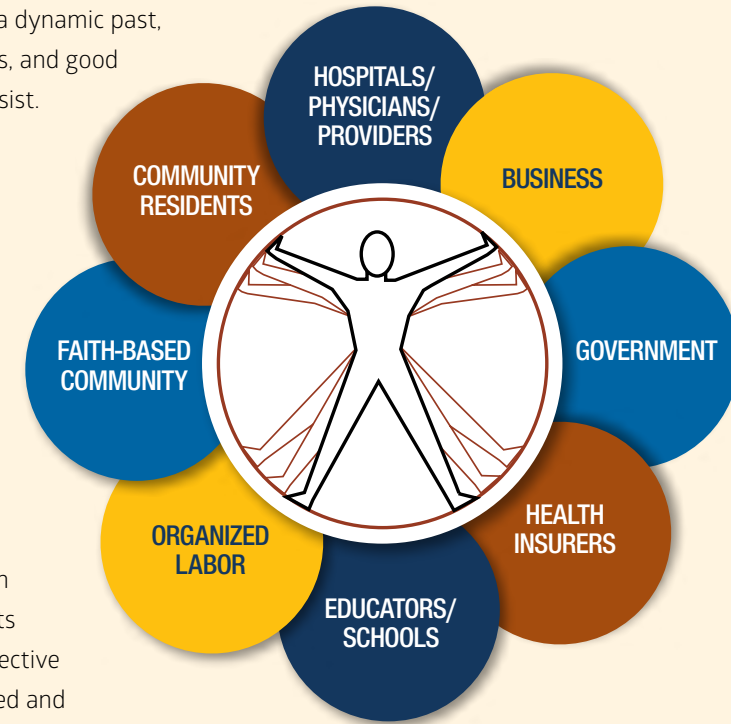 a dynamic past,
s, and good
sist.
HOSPITALS/
PHYSICIANS/
PROVIDERS
BUSINESS
COMMUNITY
RESIDENTS
GOVERNMENT
FAITH-BASED
COMMUNITY
HEALTH
INSURERS
ORGANIZED
LABOR
EDUCATORS/
SCHOOLS
n
ts
ective
ed and